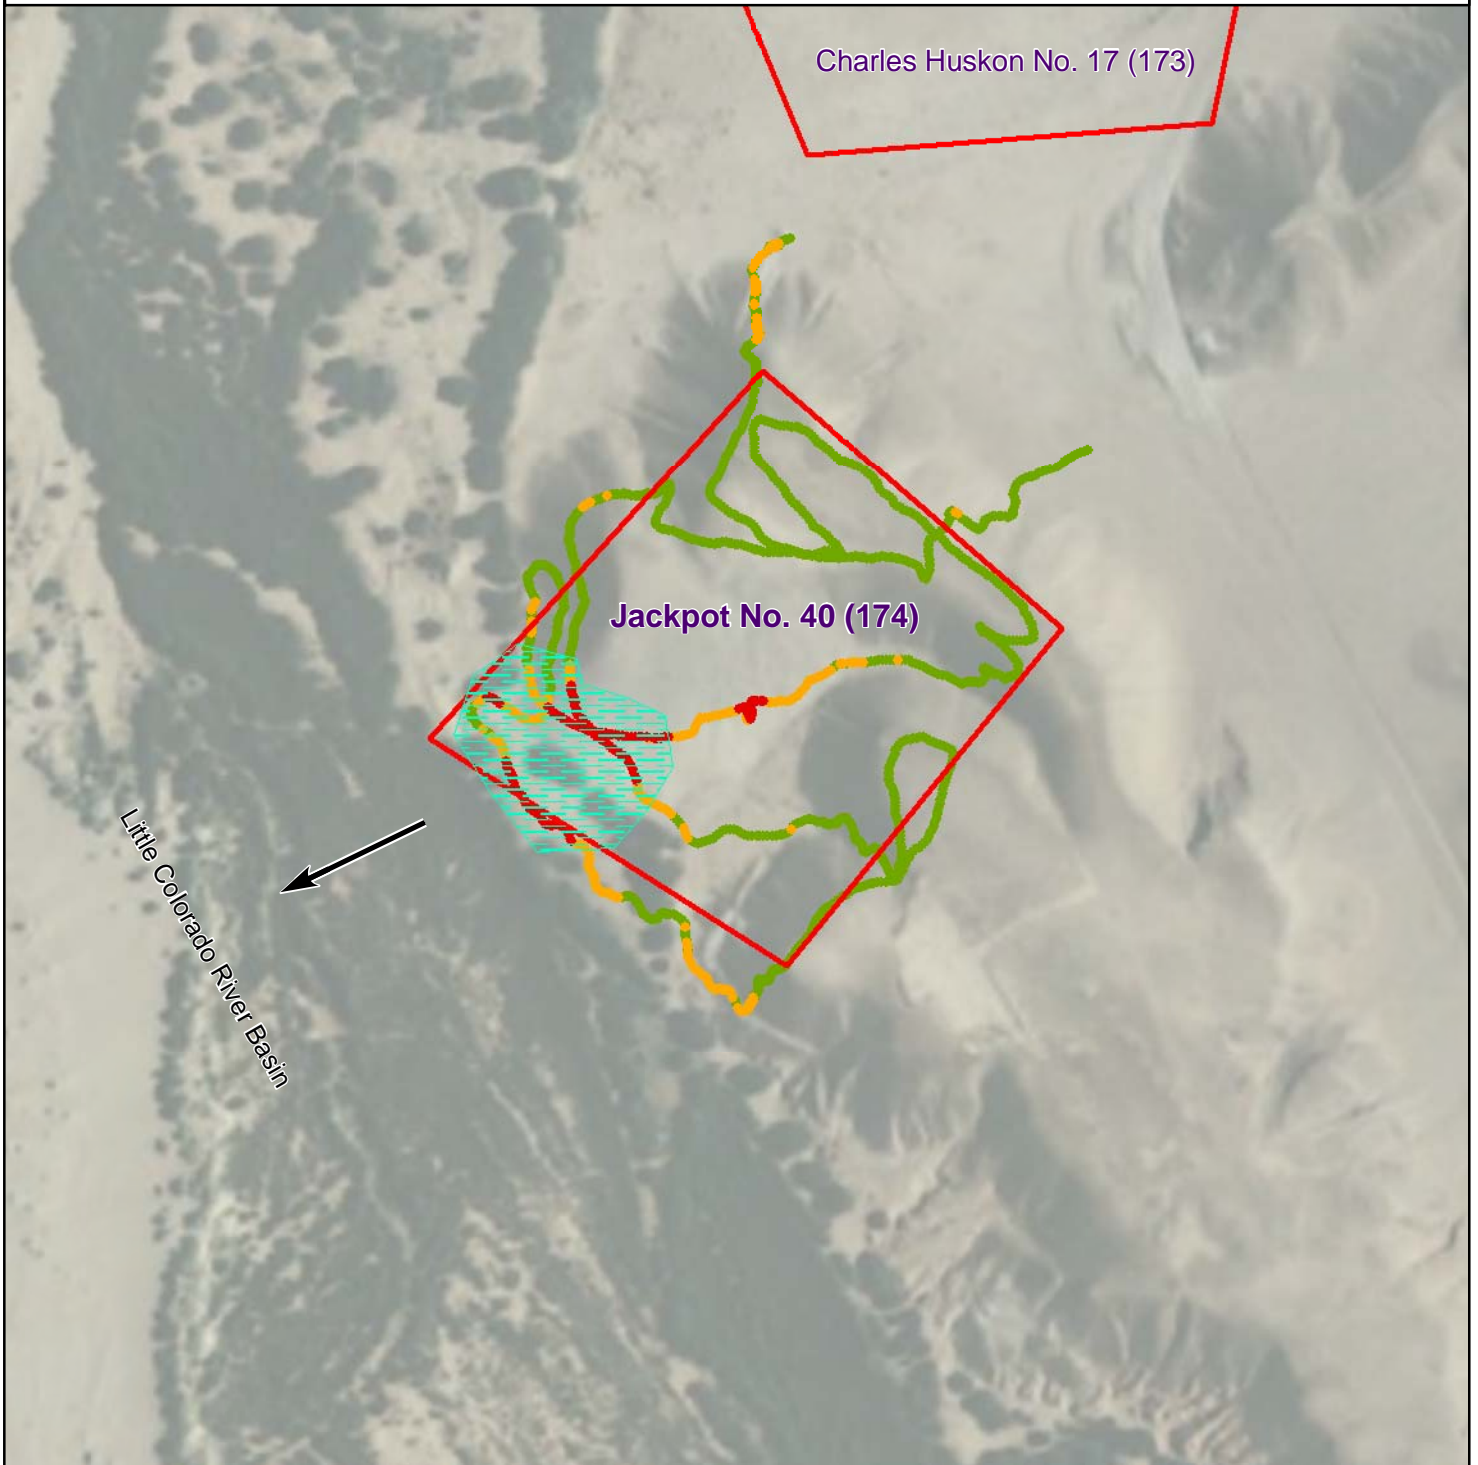 Charles Huskon No. 17 (173)
Jackpot No. 40 (174)
Little Colorado River Basin